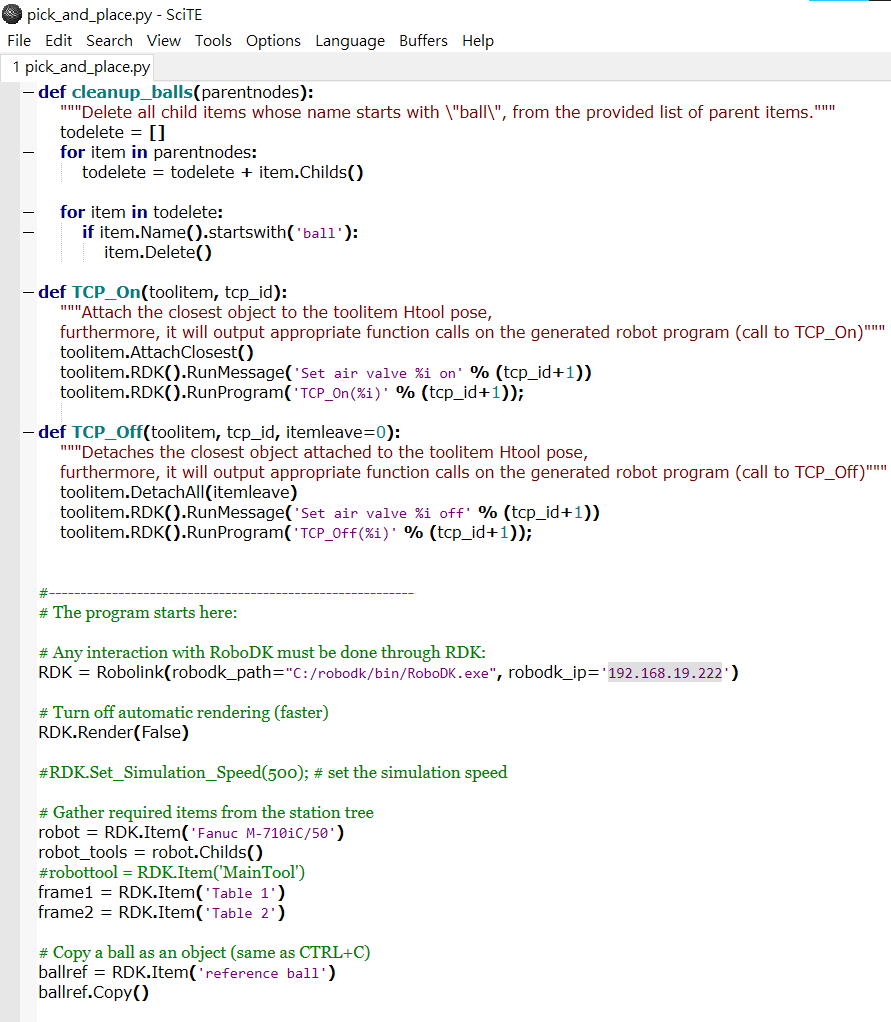 pick_and_place.py - SciTE
File Edit Search View Tools Options Language Buffers Help
1 pick_and_place.py
def cleanup_balls(parentnodes):
"""Delete all child items whose name starts with \"ball\", from the provided list of parent items."""
todelete = []
for item in parentnodes:
todelete = todelete + item.Childs()
for item in todelete:
if item.Name().startswith('ball'):
item.Delete()
def TCP_On(toolitem, tcp_id):
"""Attach the closest object to the toolitem Htool pose,
furthermore, it will output appropriate function calls on the generated robot program (call to TCP_On)"""
toolitem.AttachClosest()
toolitem.RDK().RunMessage('Set air valve %i on' % (tcp_id+1))
toolitem.RDK().RunProgram('TCP_On(%i)' % (tcp_id+1));
def TCP_Off(toolitem, tcp_id, itemleave=0):
"""Detaches the closest object attached to the toolitem Htool pose,
furthermore, it will output appropriate function calls on the generated robot program (call to TCP_Off)"""
toolitem.DetachAll(itemleave)
toolitem.RDK().RunMessage('Set air valve %i off' % (tcp_id+1))
toolitem.RDK().RunProgram('TCP_Off(%i)' % (tcp_id+1));
#----------------------------------------------------------
# The program starts here:
# Any interaction with RoboDK must be done through RDK:
RDK = Robolink(robodk_path="C:/robodk/bin/RoboDK.exe", robodk_ip='192.168.19.222')
# Turn off automatic rendering (faster)
RDK.Render(False)
#RDK.Set_Simulation_Speed(500); # set the simulation speed
# Gather required items from the station tree
robot = RDK.Item('Fanuc M-710iC/50')
robot_tools = robot.Childs()
#robottool = RDK.Item('MainTool')
frame1 = RDK.Item('Table 1')
frame2 = RDK.Item('Table 2')
# Copy a ball as an object (same as CTRL+C)
ballref = RDK.Item('reference ball')
ballref.Copy()